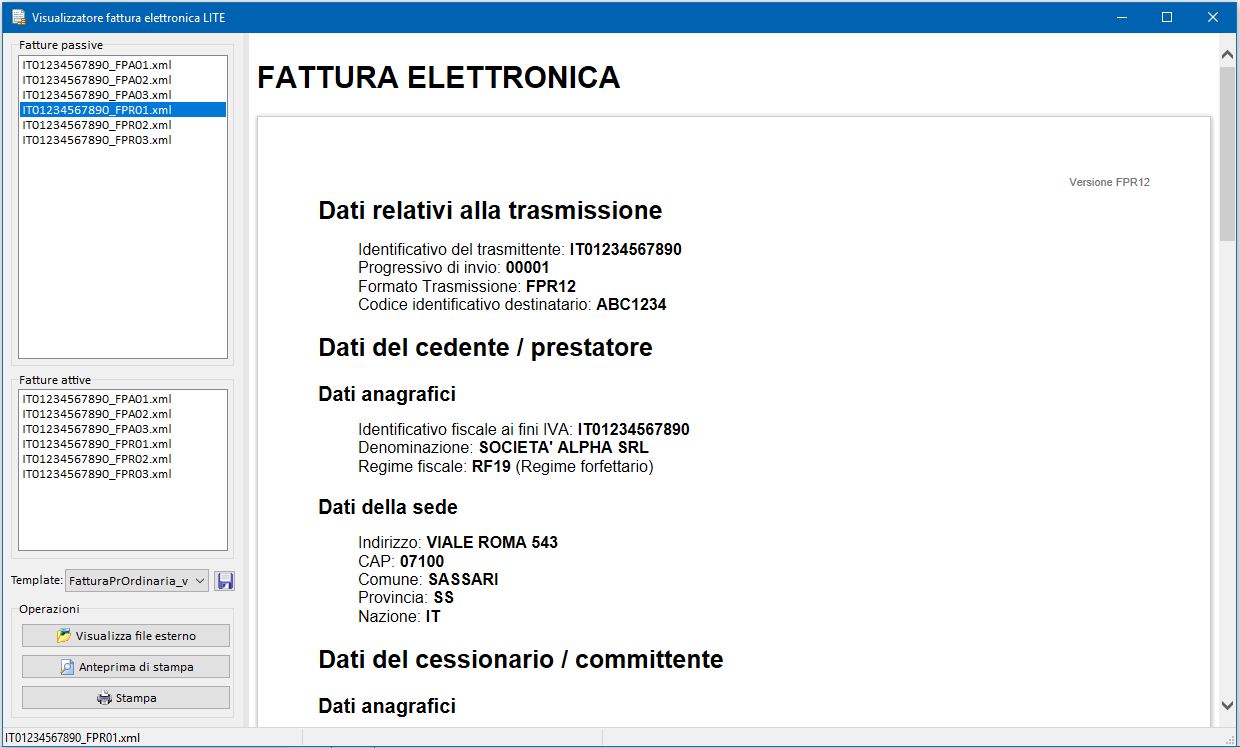 Visualizzatore fattura elettronica LITE
Fatture passive
IT01234567890_FPA01.xml
IT01234567890_FPA02.xml
IT01234567890_FPA03.xml
IT01234567890_FPR01.xml
IT01234567890_FPR02.xml
IT01234567890_FPR03.xml
Fatture attive
IT01234567890_FPA01.xml
IT01234567890_FPA02.xml
IT01234567890_FPA03.xml
IT01234567890_FPR01.xml
IT01234567890_FPR02.xml
IT01234567890_FPR03.xml
Template: FatturaPrOrdinaria_v
Operazioni
Visualizza file esterno
Anteprima di stampa
Stampa
FATTURA ELETTRONICA
Versione FPR12
Dati relativi alla trasmissione
Identificativo del trasmittente: IT01234567890
Progressivo di invio: 00001
Formato Trasmissione: FPR12
Codice identificativo destinatario: ABC1234
Dati del cedente / prestatore
Dati anagrafici
Identificativo fiscale ai fini IVA: IT01234567890
Denominazione: SOCIETA' ALPHA SRL
Regime fiscale: RF19 (Regime forfettario)
Dati della sede
Indirizzo: VIALE ROMA 543
CAP: 07100
Comune: SASSARI
Provincia: SS
Nazione: IT
Dati del cessionario / committente
Dati anagrafici
IT01234567890_FPR01.xml